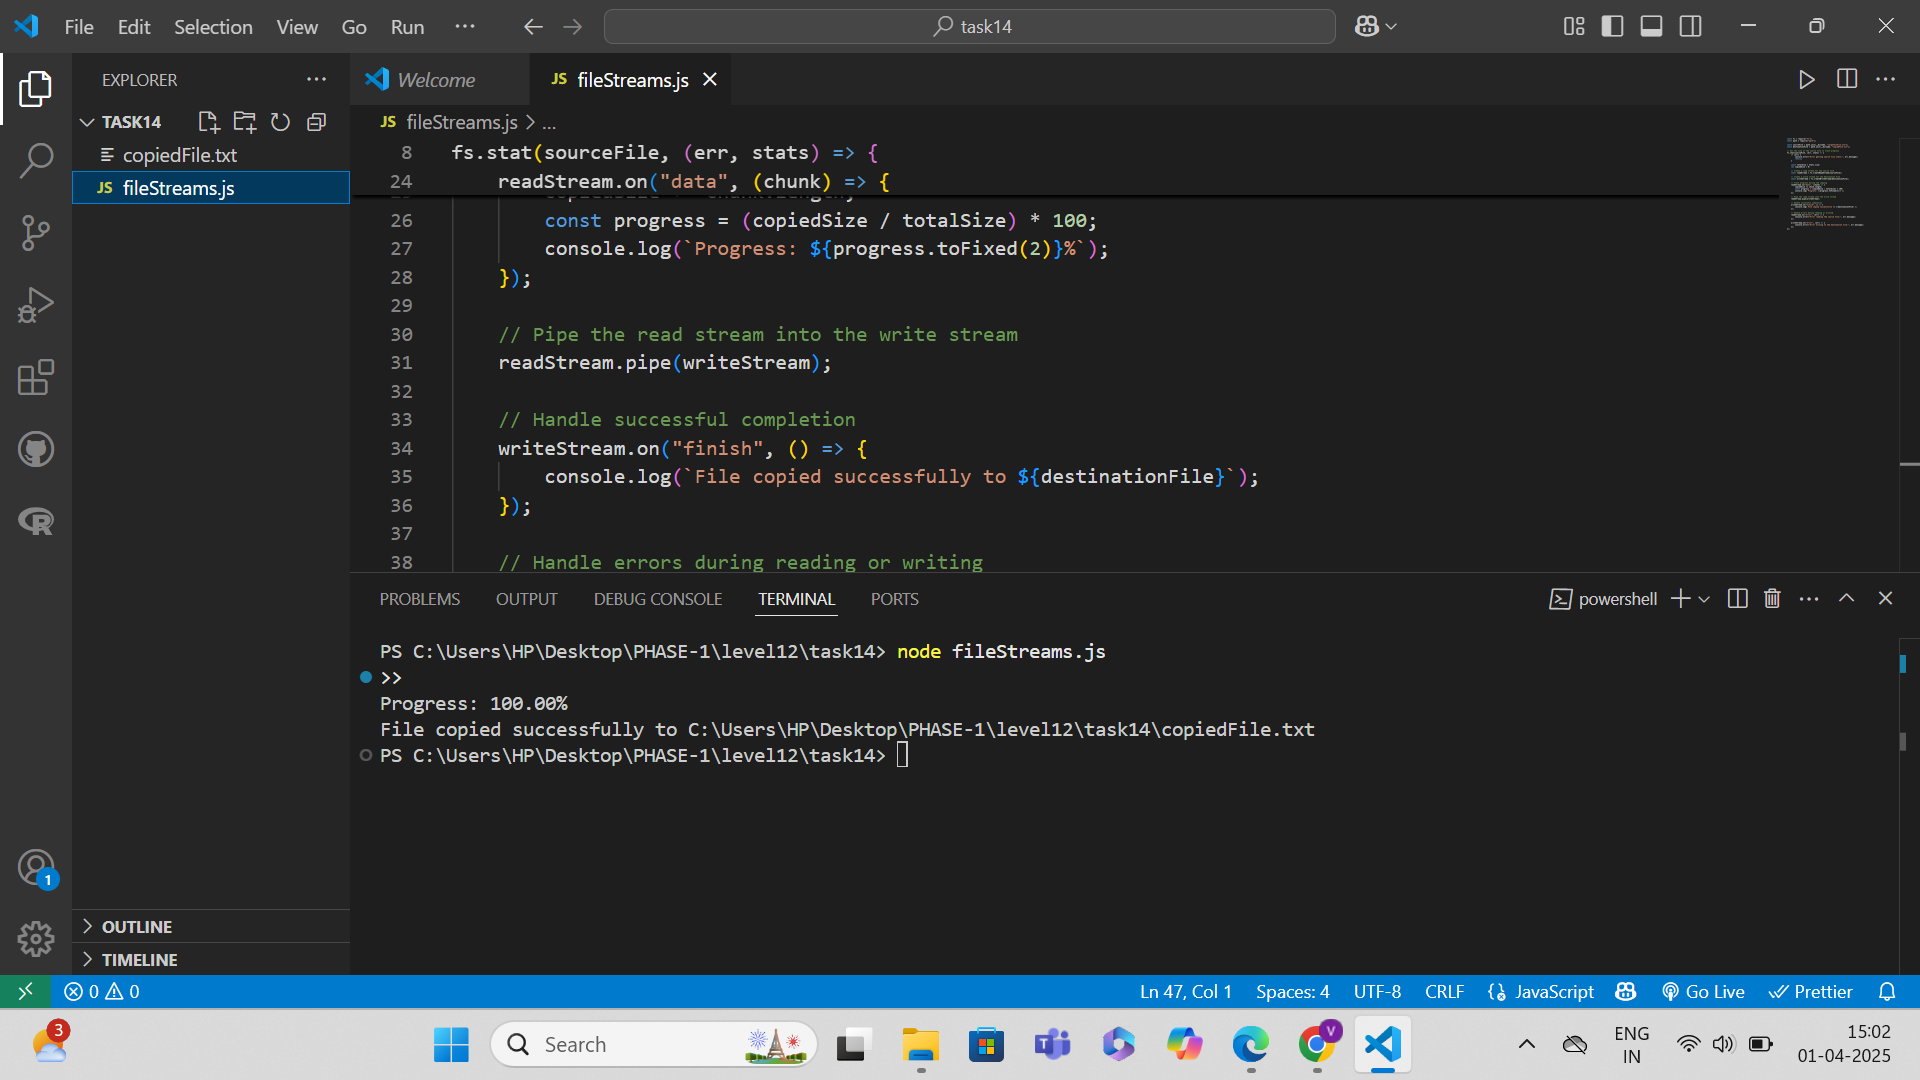 File Edit Selection View Go Run ··· task14
EXPLORER ···
TASK14
copiedFile.txt
JS fileStreams.js
OUTLINE
TIMELINE
Welcome JS fileStreams.js
JS fileStreams.js > ...
8 fs.stat(sourceFile, (err, stats) => {
24 readStream.on("data", (chunk) => {
26 const progress = (copiedSize / totalSize) * 100;
27 console.log(`Progress: ${progress.toFixed(2)}%`);
28 });
29
30 // Pipe the read stream into the write stream
31 readStream.pipe(writeStream);
32
33 // Handle successful completion
34 writeStream.on("finish", () => {
35 console.log(`File copied successfully to ${destinationFile}`);
36 });
37
38 // Handle errors during reading or writing
PROBLEMS OUTPUT DEBUG CONSOLE TERMINAL PORTS powershell
PS C:\Users\HP\Desktop\PHASE-1\level12\task14> node fileStreams.js
>>
Progress: 100.00%
File copied successfully to C:\Users\HP\Desktop\PHASE-1\level12\task14\copiedFile.txt
PS C:\Users\HP\Desktop\PHASE-1\level12\task14>
1
0 0 Ln 47, Col 1 Spaces: 4 UTF-8 CRLF JavaScript Go Live Prettier
3 Search V ENG 15:02
IN 01-04-2025